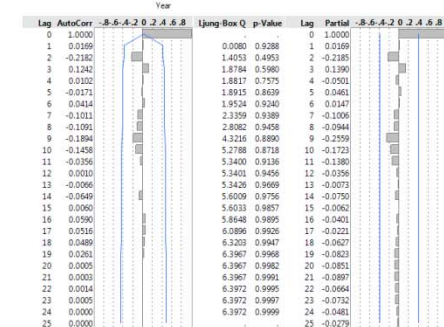 Year
Lag AutoCorr -.8-.6-.4-.2 0 .2 .4 .6 .8 Ljung-Box Q p-Value Lag Partial -.8-.6-.4-.2 0 .2 .4 .6 .8
0 1.0000 . . 0 1.0000
1 0.0169 0.0080 0.9288 1 0.0169
2 -0.2182 1.4053 0.4953 2 -0.2185
3 0.1242 1.8784 0.5980 3 0.1390
4 0.0102 1.8817 0.7575 4 -0.0501
5 -0.0171 1.8915 0.8639 5 0.0461
6 0.0414 1.9524 0.9240 6 0.0147
7 -0.1011 2.3359 0.9389 7 -0.1006
8 -0.1091 2.8082 0.9458 8 -0.0944
9 -0.1894 4.3216 0.8890 9 -0.2559
10 -0.1458 5.2788 0.8718 10 -0.1723
11 -0.0356 5.3400 0.9136 11 -0.1380
12 0.0010 5.3401 0.9456 12 -0.0356
13 -0.0066 5.3426 0.9669 13 -0.0073
14 -0.0649 5.6009 0.9756 14 -0.0750
15 0.0060 5.6033 0.9857 15 -0.0062
16 0.0590 5.8648 0.9895 16 -0.0401
17 0.0516 6.0896 0.9926 17 -0.0221
18 0.0489 6.3203 0.9947 18 -0.0627
19 0.0261 6.3967 0.9968 19 -0.0823
20 0.0005 6.3967 0.9982 20 -0.0851
21 0.0003 6.3967 0.9991 21 -0.0897
22 0.0014 6.3972 0.9995 22 -0.0664
23 0.0005 6.3972 0.9997 23 -0.0732
24 0.0000 6.3972 0.9999 24 -0.0481
25 0.0000 . . 25 -0.0279